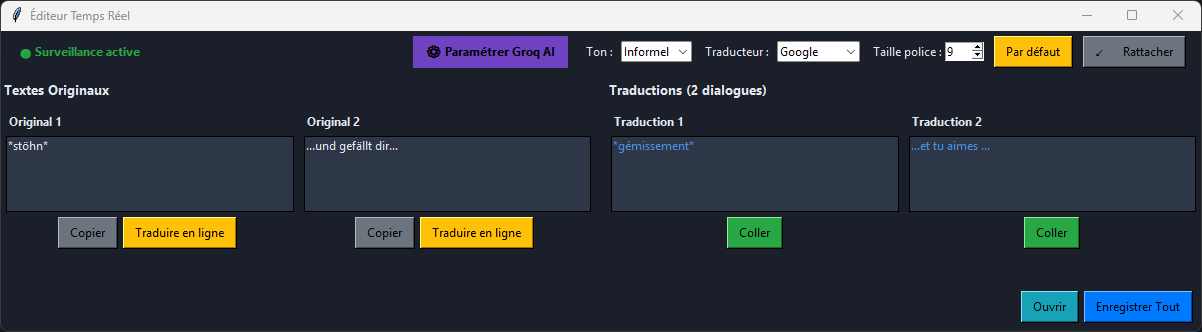 Éditeur Temps Réel
Surveillance active
Paramétrer Groq AI
Ton :
Informel
Traducteur :
Google
Taille police :
9
Par défaut
Rattacher
Textes Originaux
Traductions (2 dialogues)
Original 1
Original 2
Traduction 1
Traduction 2
*stöhn*
...und gefällt dir...
*gémissement*
...et tu aimes ...
Copier
Traduire en ligne
Copier
Traduire en ligne
Coller
Coller
Ouvrir
Enregistrer Tout